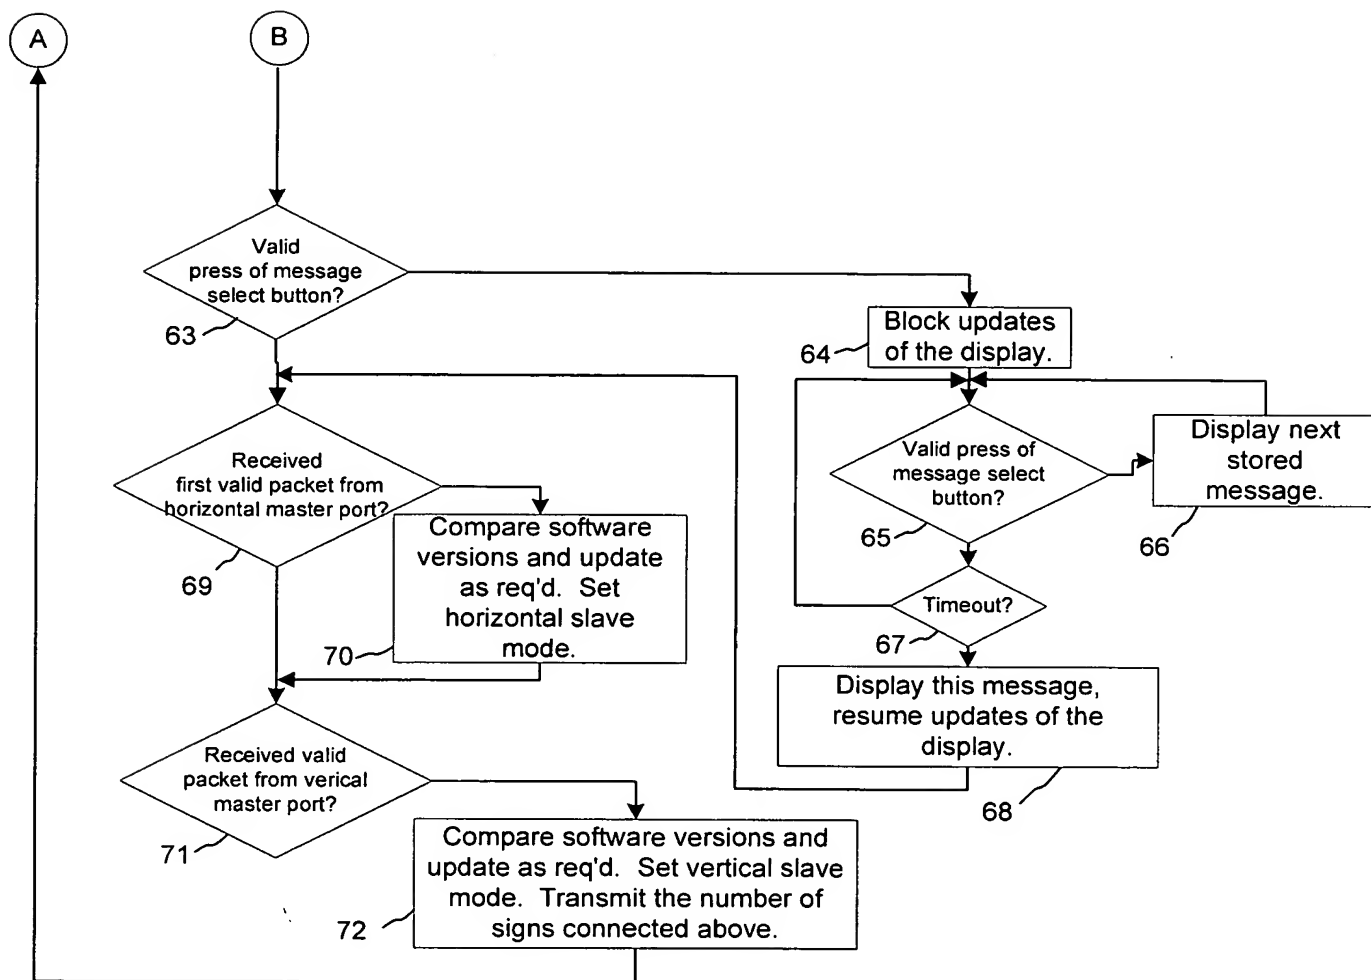 A
B
Valid
press of message
select button?
63
Block updates
of the display.
64
Received
first valid packet from
horizontal master port?
69
Valid press of
message select
button?
65
Display next
stored
message.
66
Compare software
versions and update
as req'd. Set
horizontal slave
mode.
70
Timeout?
67
Display this message,
resume updates of the
display.
68
Received valid
packet from verical
master port?
71
Compare software versions and
update as req'd. Set vertical slave
mode. Transmit the number of
signs connected above.
72